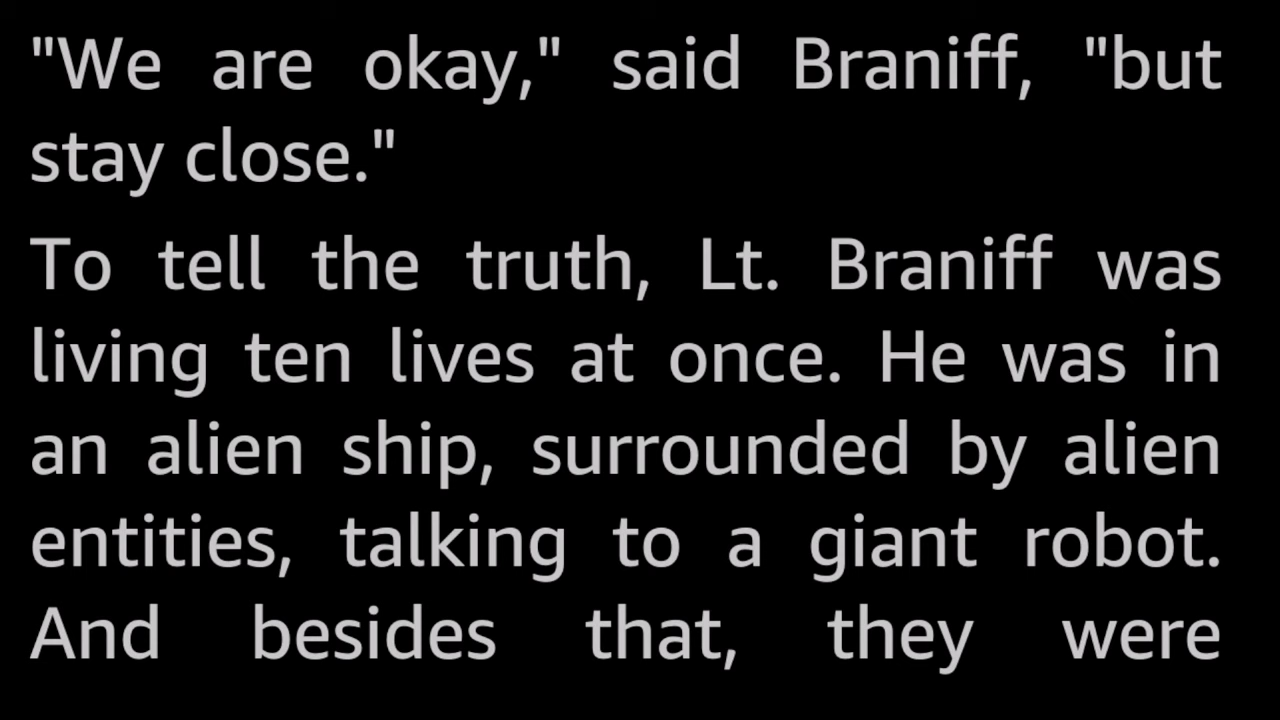 "We are okay," said Braniff, "but
stay close."
To tell the truth, Lt. Braniff was
living ten lives at once. He was in
an alien ship, surrounded by alien
entities, talking to a giant robot.
And besides that, they were